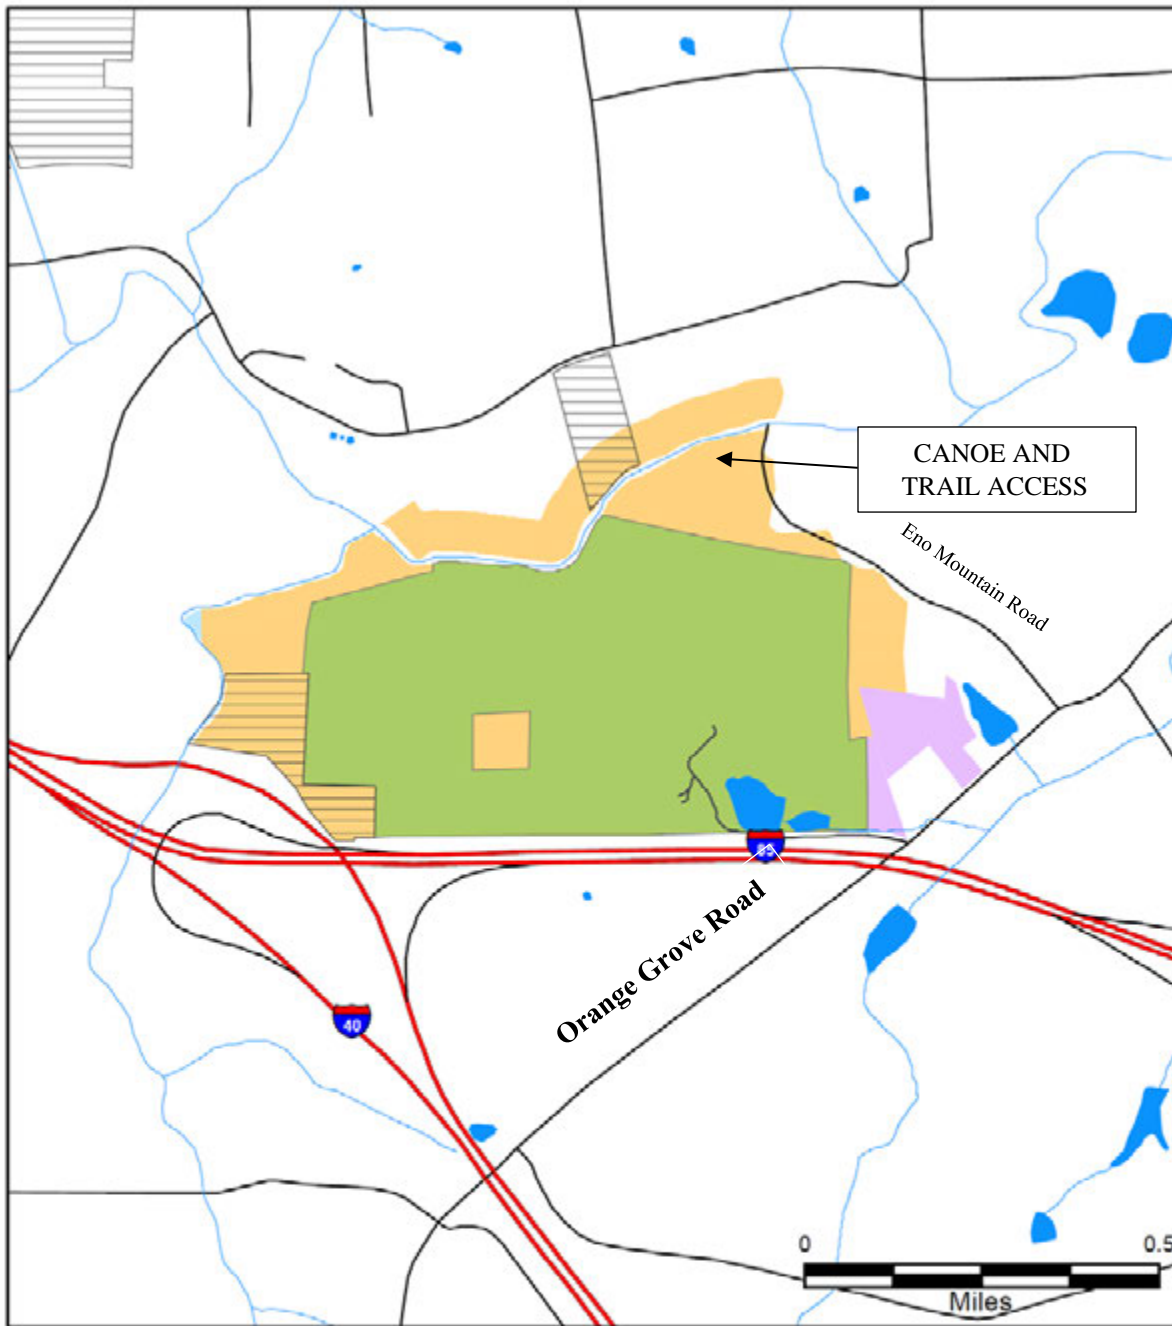 CANOE AND
TRAIL ACCESS
Eno Mountain Road
85
Orange Grove Road
40
0
0.5
Miles